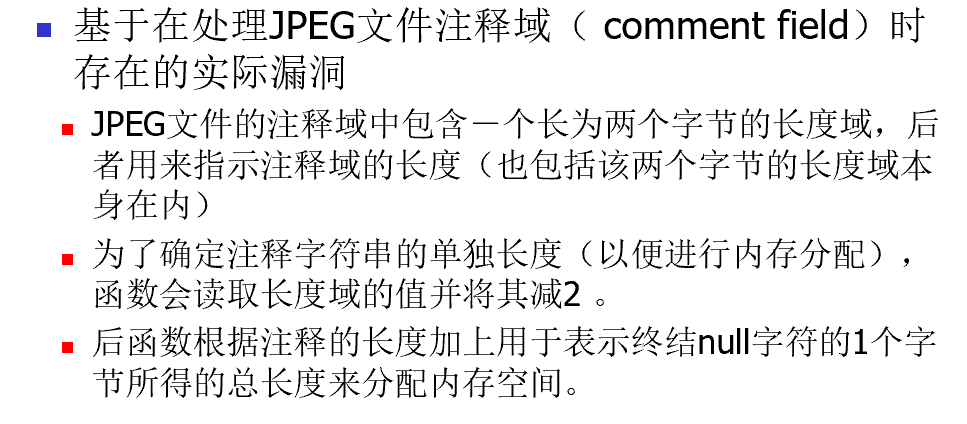 基于在处理JPEG文件注释域（ comment field）时
存在的实际漏洞
JPEG文件的注释域中包含一个长为两个字节的长度域，后
者用来指示注释域的长度（也包括该两个字节的长度域本
身在内）
为了确定注释字符串的单独长度（以便进行内存分配），
函数会读取长度域的值并将其减2 。
后函数根据注释的长度加上用于表示终结null字符的1个字
节所得的总长度来分配内存空间。